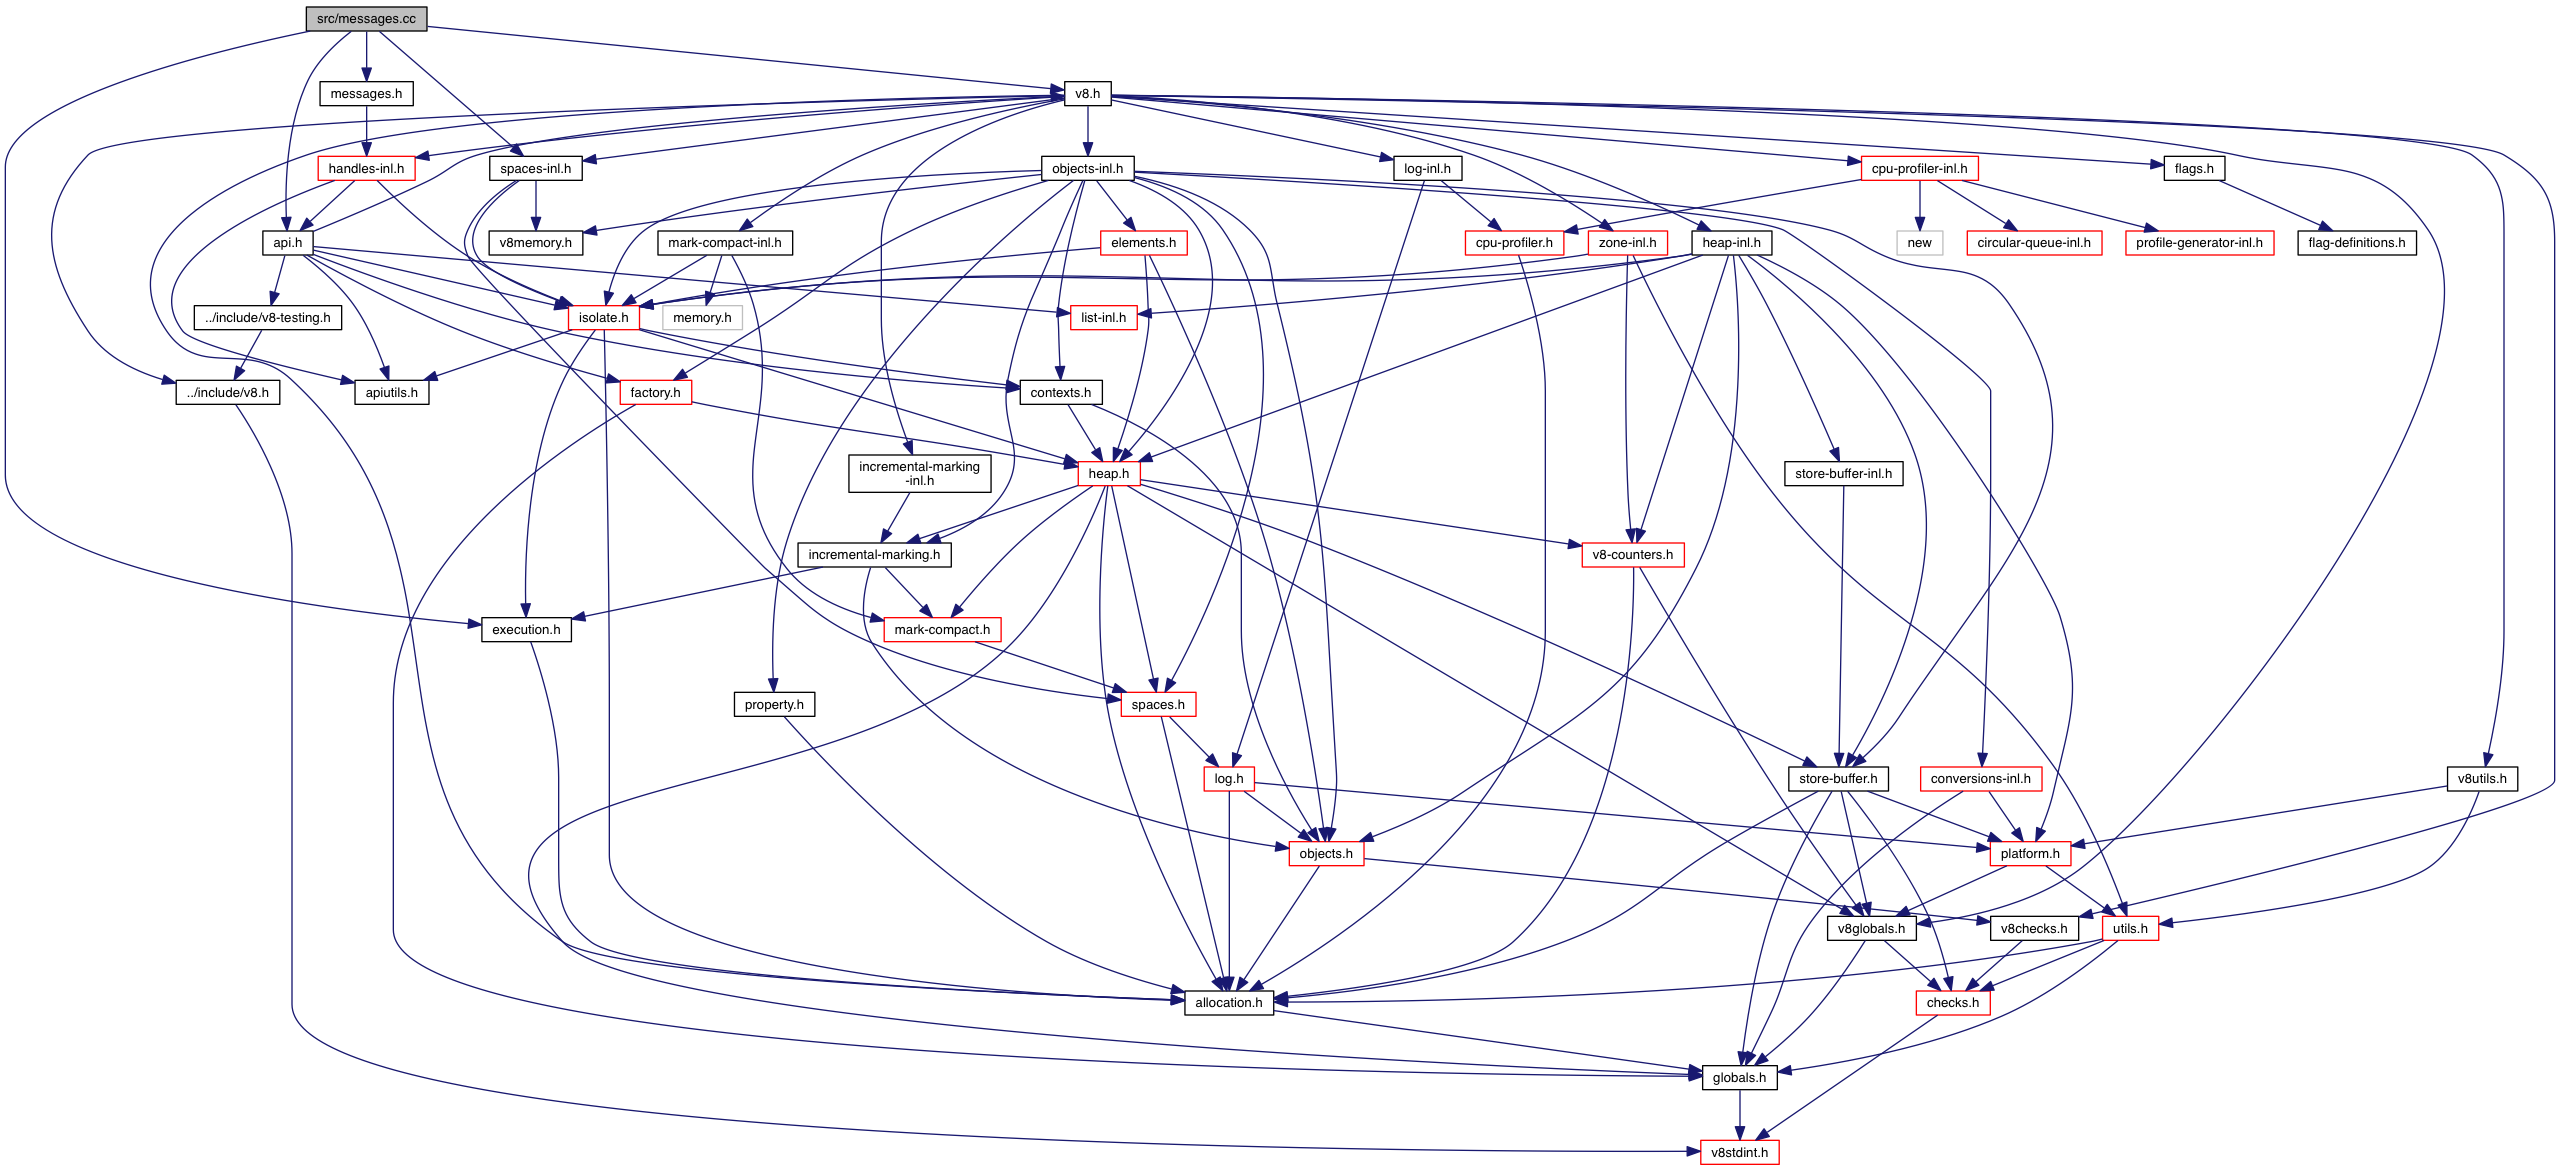 src/messages.cc
messages.h
v8.h
handles-inl.h
spaces-inl.h
objects-inl.h
log-inl.h
cpu-profiler-inl.h
flags.h
api.h
v8memory.h
mark-compact-inl.h
elements.h
cpu-profiler.h
zone-inl.h
heap-inl.h
new
circular-queue-inl.h
profile-generator-inl.h
flag-definitions.h
../include/v8-testing.h
isolate.h
memory.h
list-inl.h
../include/v8.h
apiutils.h
factory.h
contexts.h
incremental-marking
-inl.h
heap.h
store-buffer-inl.h
incremental-marking.h
v8-counters.h
execution.h
mark-compact.h
property.h
spaces.h
log.h
store-buffer.h
conversions-inl.h
v8utils.h
objects.h
platform.h
v8globals.h
v8checks.h
utils.h
allocation.h
checks.h
globals.h
v8stdint.h